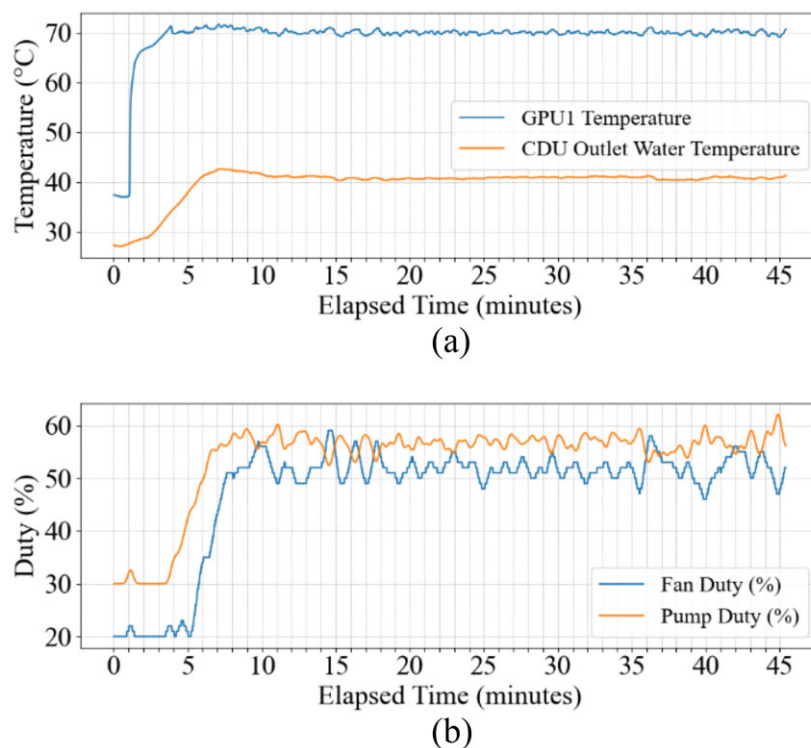 70
60
50
40
30
Temperature (°C)
GPU1 Temperature
CDU Outlet Water Temperature
0 5 10 15 20 25 30 35 40 45
Elapsed Time (minutes)
(a)
60
50
40
30
20
Duty (%)
Fan Duty (%)
Pump Duty (%)
0 5 10 15 20 25 30 35 40 45
Elapsed Time (minutes)
(b)